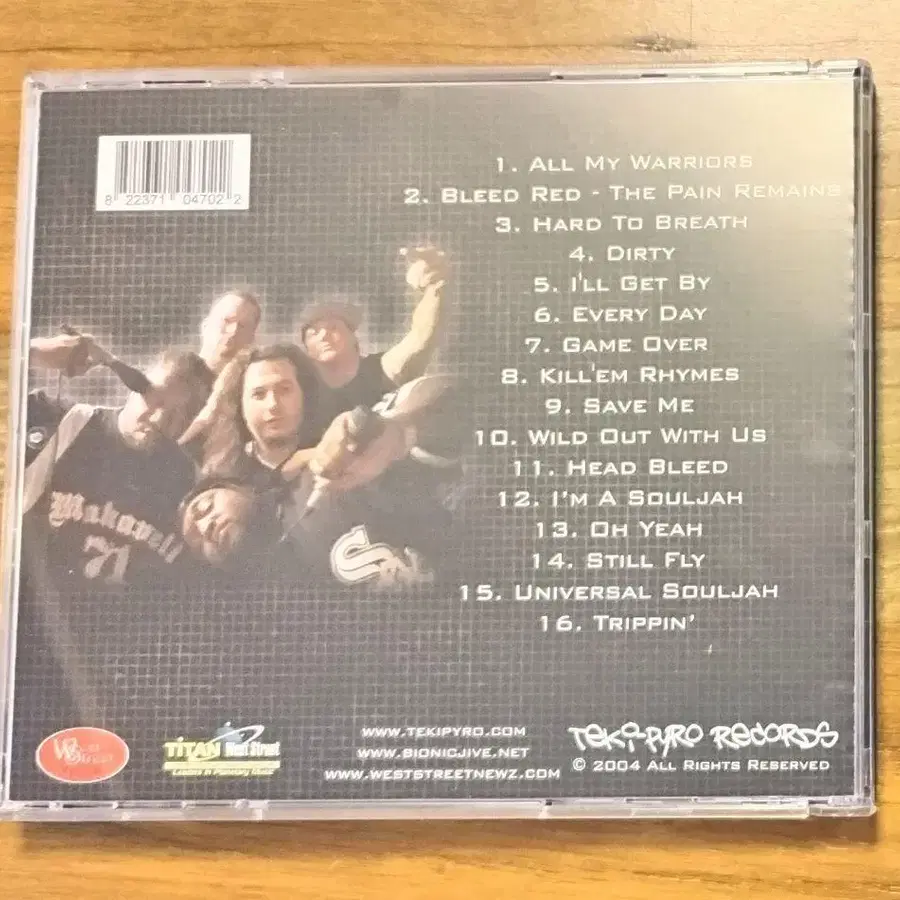 8 22371 04702 2
1. ALL MY WARRIORS
2. BLEED RED - THE PAIN REMAINS
3. HARD TO BREATH
4. DIRTY
5. I'LL GET BY
6. EVERY DAY
7. GAME OVER
8. KILL'EM RHYMES
9. SAVE ME
10. WILD OUT WITH US
11. HEAD BLEED
12. I'M A SOULJAH
13. OH YEAH
14. STILL FLY
15. UNIVERSAL SOULJAH
16. TRIPPIN'
Makaveli
71
West Street
TiTAN West Street
WWW.TEKIPYRO.COM
WWW.BIONICJIVE.NET
WWW.WESTSTREETNEWZ.COM
TEKI-PYRO RECORDS
© 2004 ALL RIGHTS RESERVED